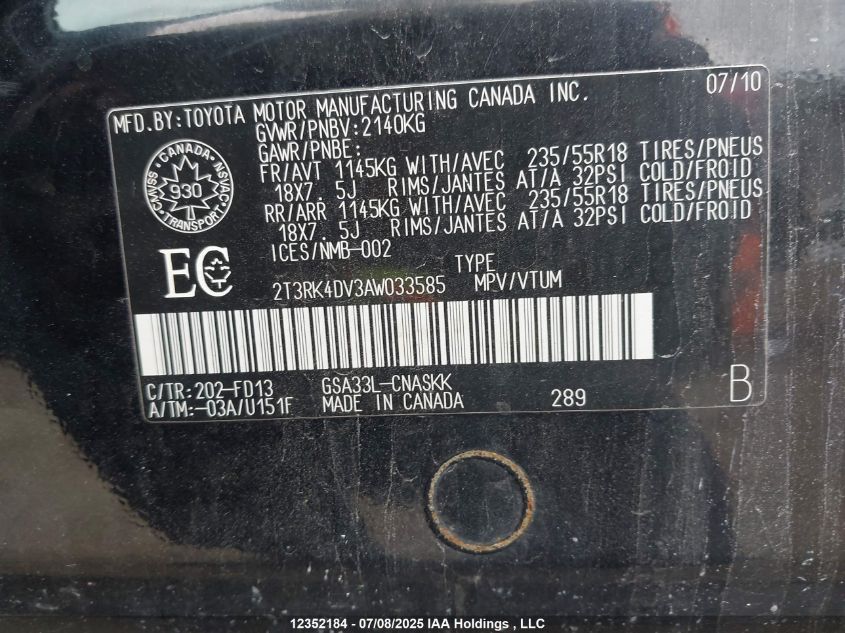 07/10
MFD.BY:TOYOTA MOTOR MANUFACTURING CANADA INC.
GVWR/PNBV:2140KG
GAWR/PNBE:
FR/AVT 1145KG WITH/AVEC 235/55R18 TIRES/PNEUS
18X7. 5J RIMS/JANTES AT/A 32PSI COLD/FROID
RR/ARR 1145KG WITH/AVEC 235/55R18 TIRES/PNEUS
18X7. 5J RIMS/JANTES AT/A 32PSI COLD/FROID
ICES/NMB-002
CANADA
CMVSS
NSVAC
930
TRANSPORT
EC
TYPE
2T3RK4DV3AW033585 MPV/VTUM
C/TR:202-FD13 GSA33L-CNASKK
A/TM:-03A/U151F MADE IN CANADA 289 B
12352184 - 07/08/2025 IAA Holdings , LLC